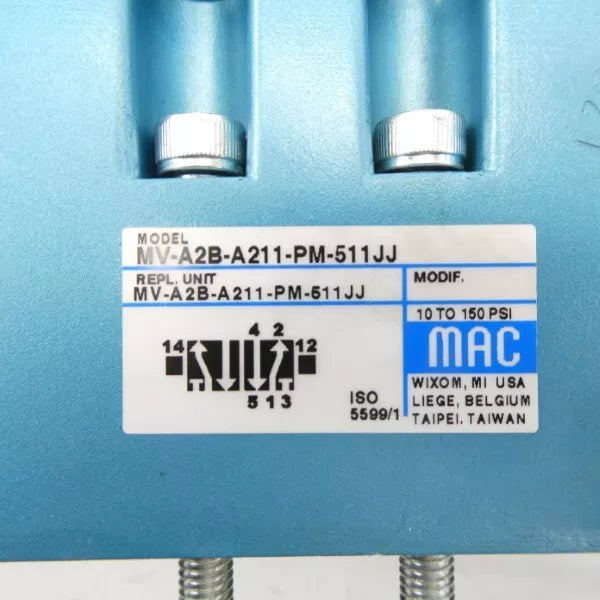 MODEL
MV-A2B-A211-PM-511JJ
REPL. UNIT
MV-A2B-A211-PM-511JJ
MODIF.
10 TO 150 PSI
MAC
WIXOM, MI USA
LIEGE, BELGIUM
TAIPEI, TAIWAN
4 2
14 12
5 1 3
ISO
5599/1